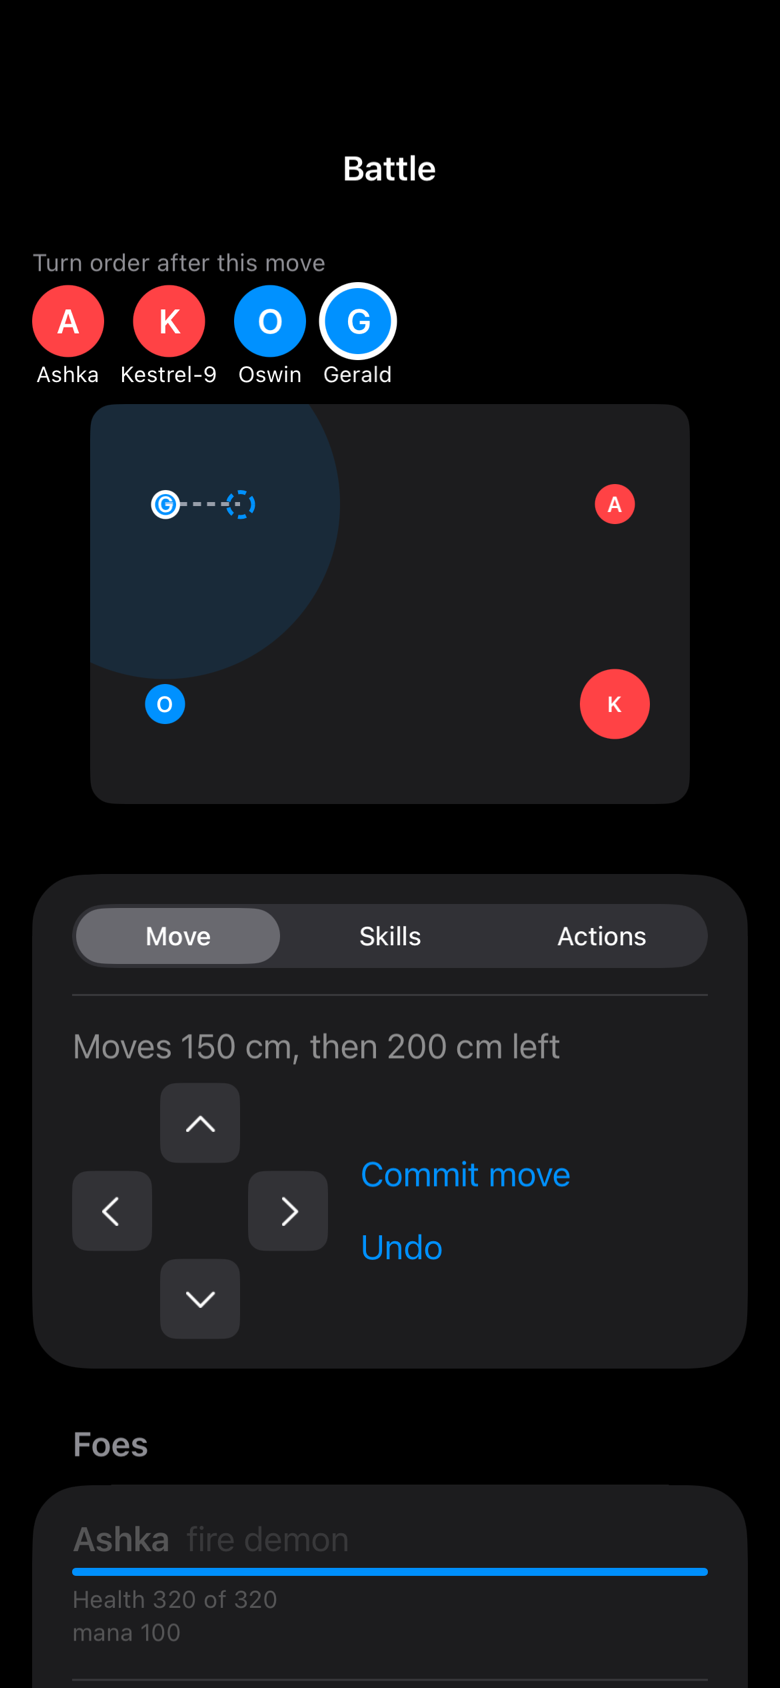 Battle
Turn order after this move
A K O G
Ashka Kestrel-9 Oswin Gerald
G A
O K
Move Skills Actions
Moves 150 cm, then 200 cm left
Commit move
Undo
Foes
Ashka fire demon
Health 320 of 320
mana 100